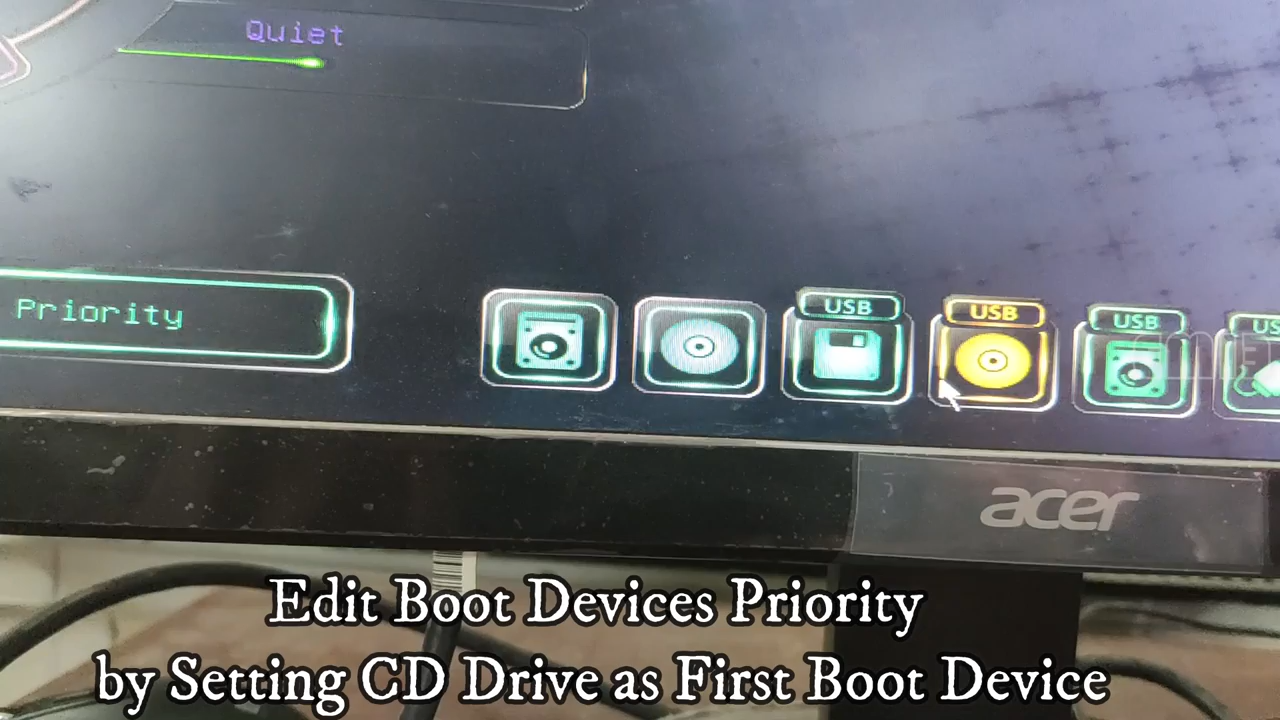 Quiet
Priority
USB
USB
USB
acer
Edit Boot Devices Priority
by Setting CD Drive as First Boot Device